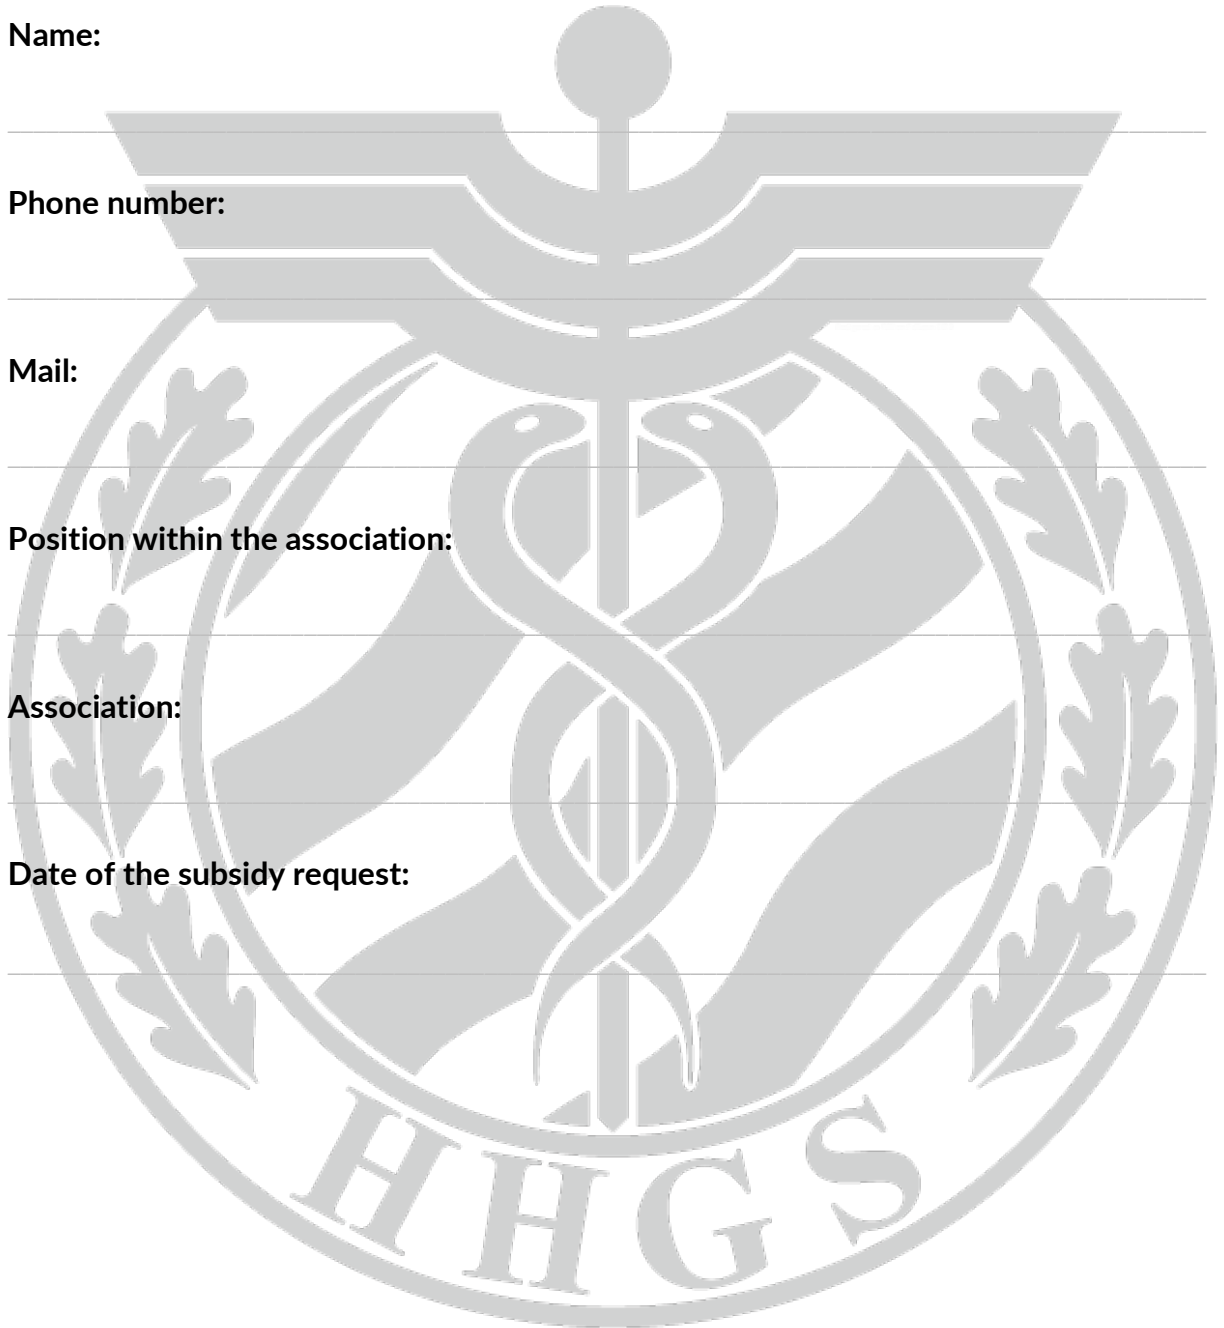 Name:
Phone number:
Mail:
Position within the association:
Association:
Date of the subsidy request:
HHGS